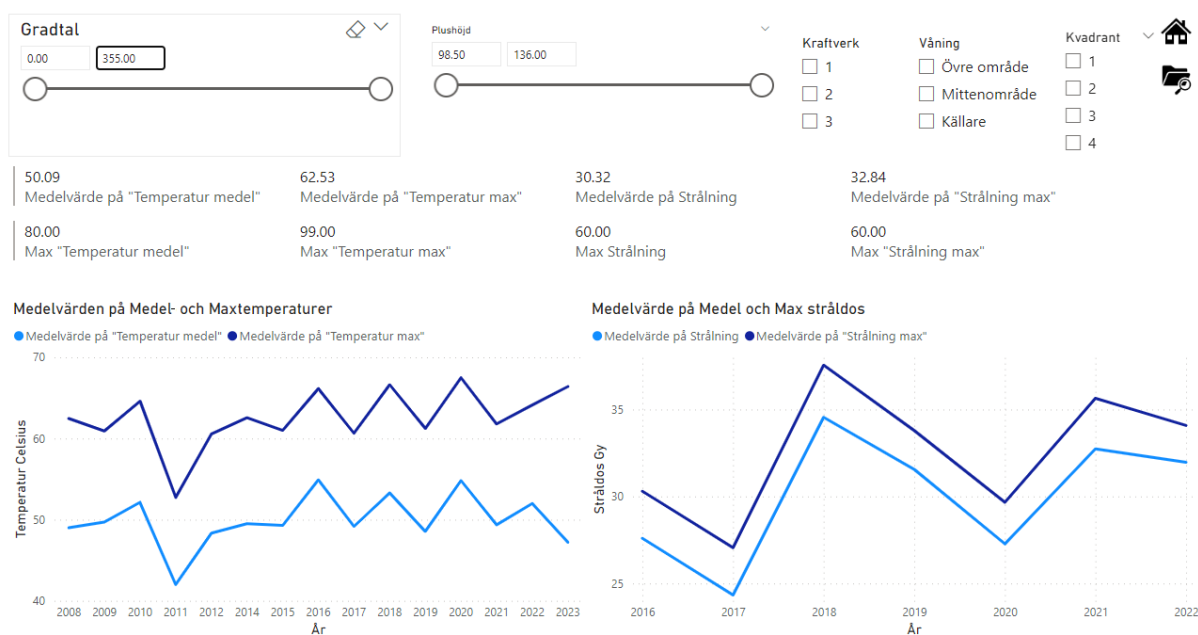 Gradtal
0.00
355.00
Plushöjd
98.50
136.00
Kraftverk
1
2
3
Våning
Övre område
Mittenområde
Källare
Kvadrant
1
2
3
4
50.09
Medelvärde på "Temperatur medel"
62.53
Medelvärde på "Temperatur max"
30.32
Medelvärde på Strålning
32.84
Medelvärde på "Strålning max"
80.00
Max "Temperatur medel"
99.00
Max "Temperatur max"
60.00
Max Strålning
60.00
Max "Strålning max"
Medelvärden på Medel- och Maxtemperaturer
Medelvärde på "Temperatur medel" Medelvärde på "Temperatur max"
70
60
50
40
Temperatur Celsius
2008 2009 2010 2011 2012 2014 2015 2016 2017 2018 2019 2020 2021 2022 2023
År
Medelvärde på Medel och Max stråldos
Medelvärde på Strålning Medelvärde på "Strålning max"
35
30
25
Stråldos Gy
2016 2017 2018 2019 2020 2021 2022
År